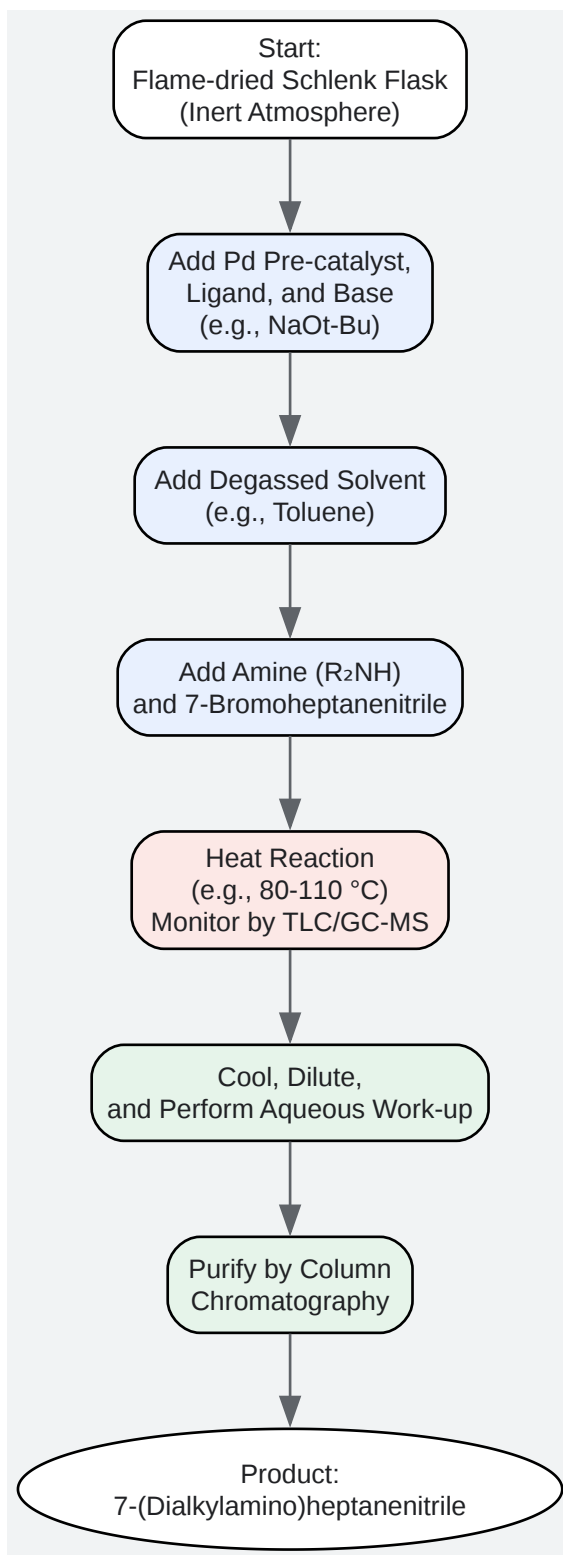 Start:
Flame-dried Schlenk Flask
(Inert Atmosphere)
Add Pd Pre-catalyst,
Ligand, and Base
(e.g., NaOt-Bu)
Add Degassed Solvent
(e.g., Toluene)
Add Amine (R₂NH)
and 7-Bromoheptanenitrile
Heat Reaction
(e.g., 80-110 °C)
Monitor by TLC/GC-MS
Cool, Dilute,
and Perform Aqueous Work-up
Purify by Column
Chromatography
Product:
7-(Dialkylamino)heptanenitrile